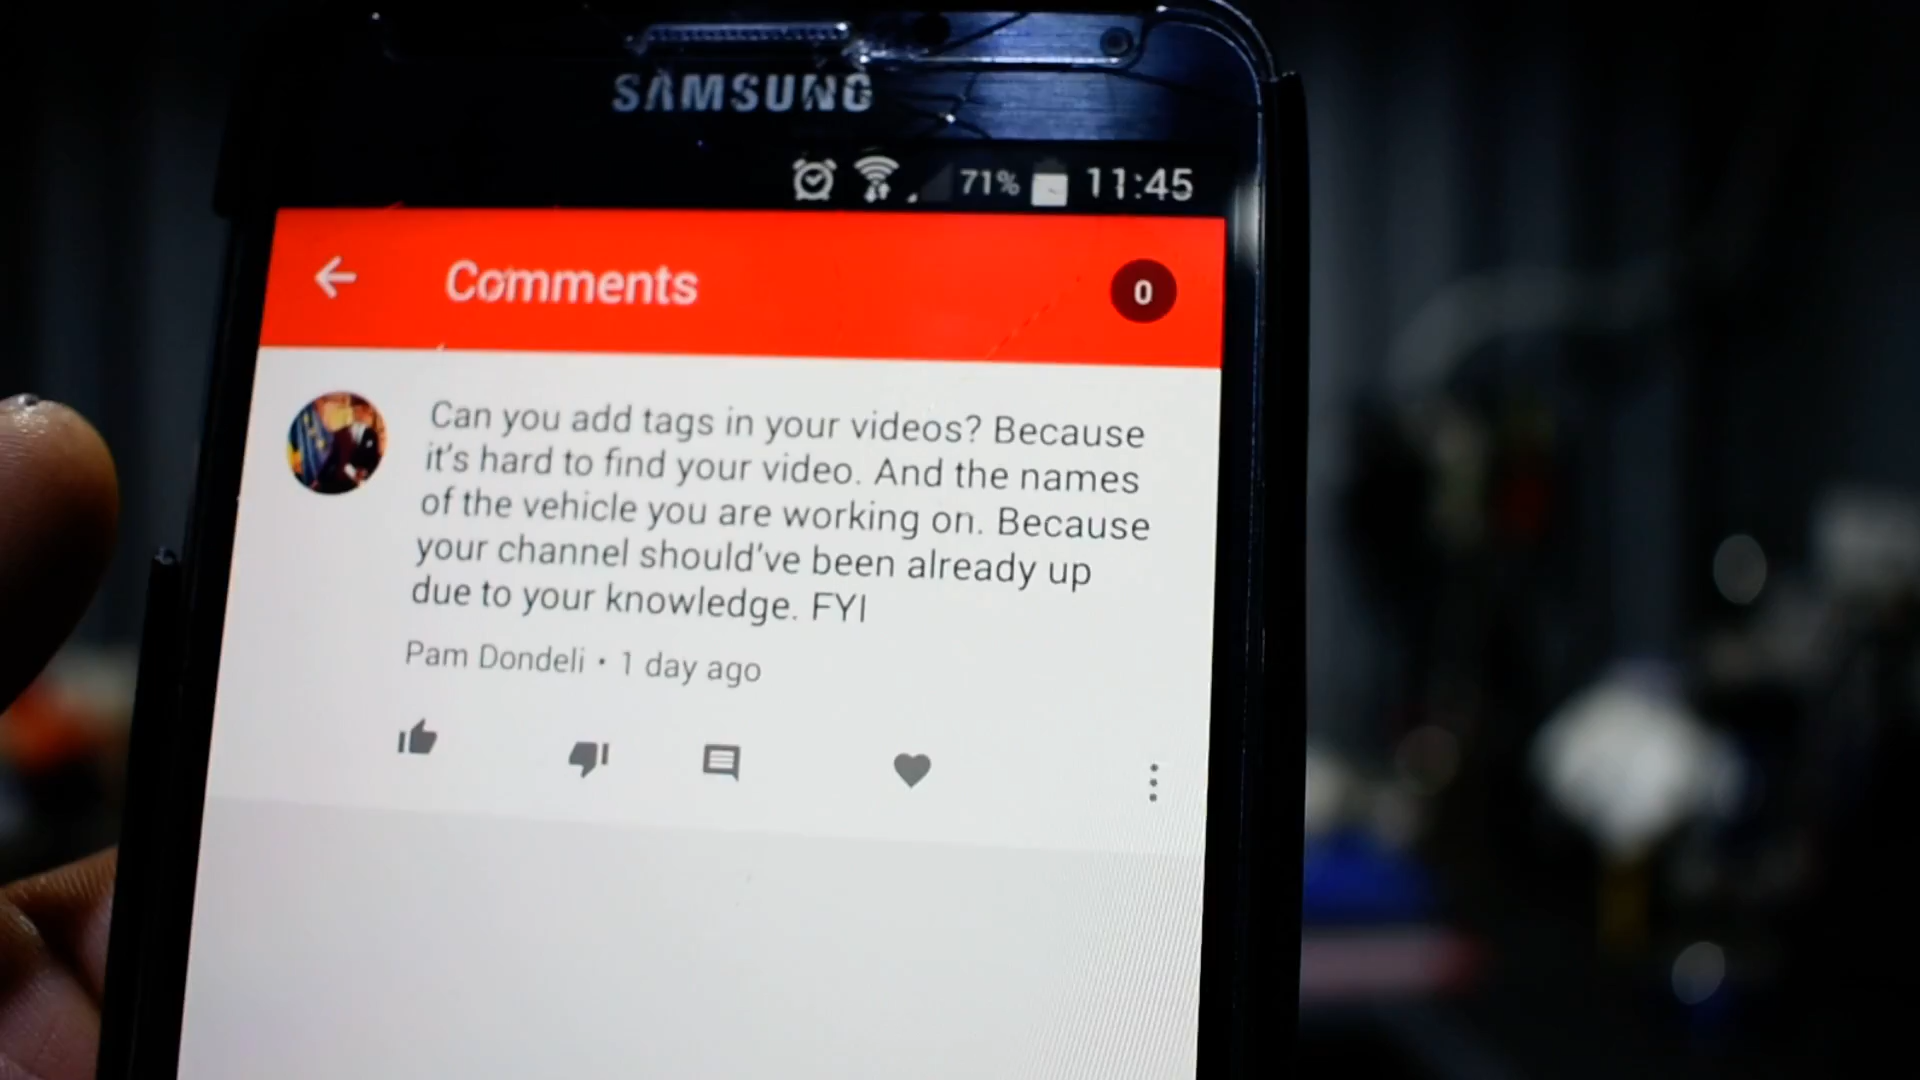 SAMSUNG
71% 11:45
Comments
0
Can you add tags in your videos? Because
it's hard to find your video. And the names
of the vehicle you are working on. Because
your channel should've been already up
due to your knowledge. FYI
Pam Dondeli • 1 day ago